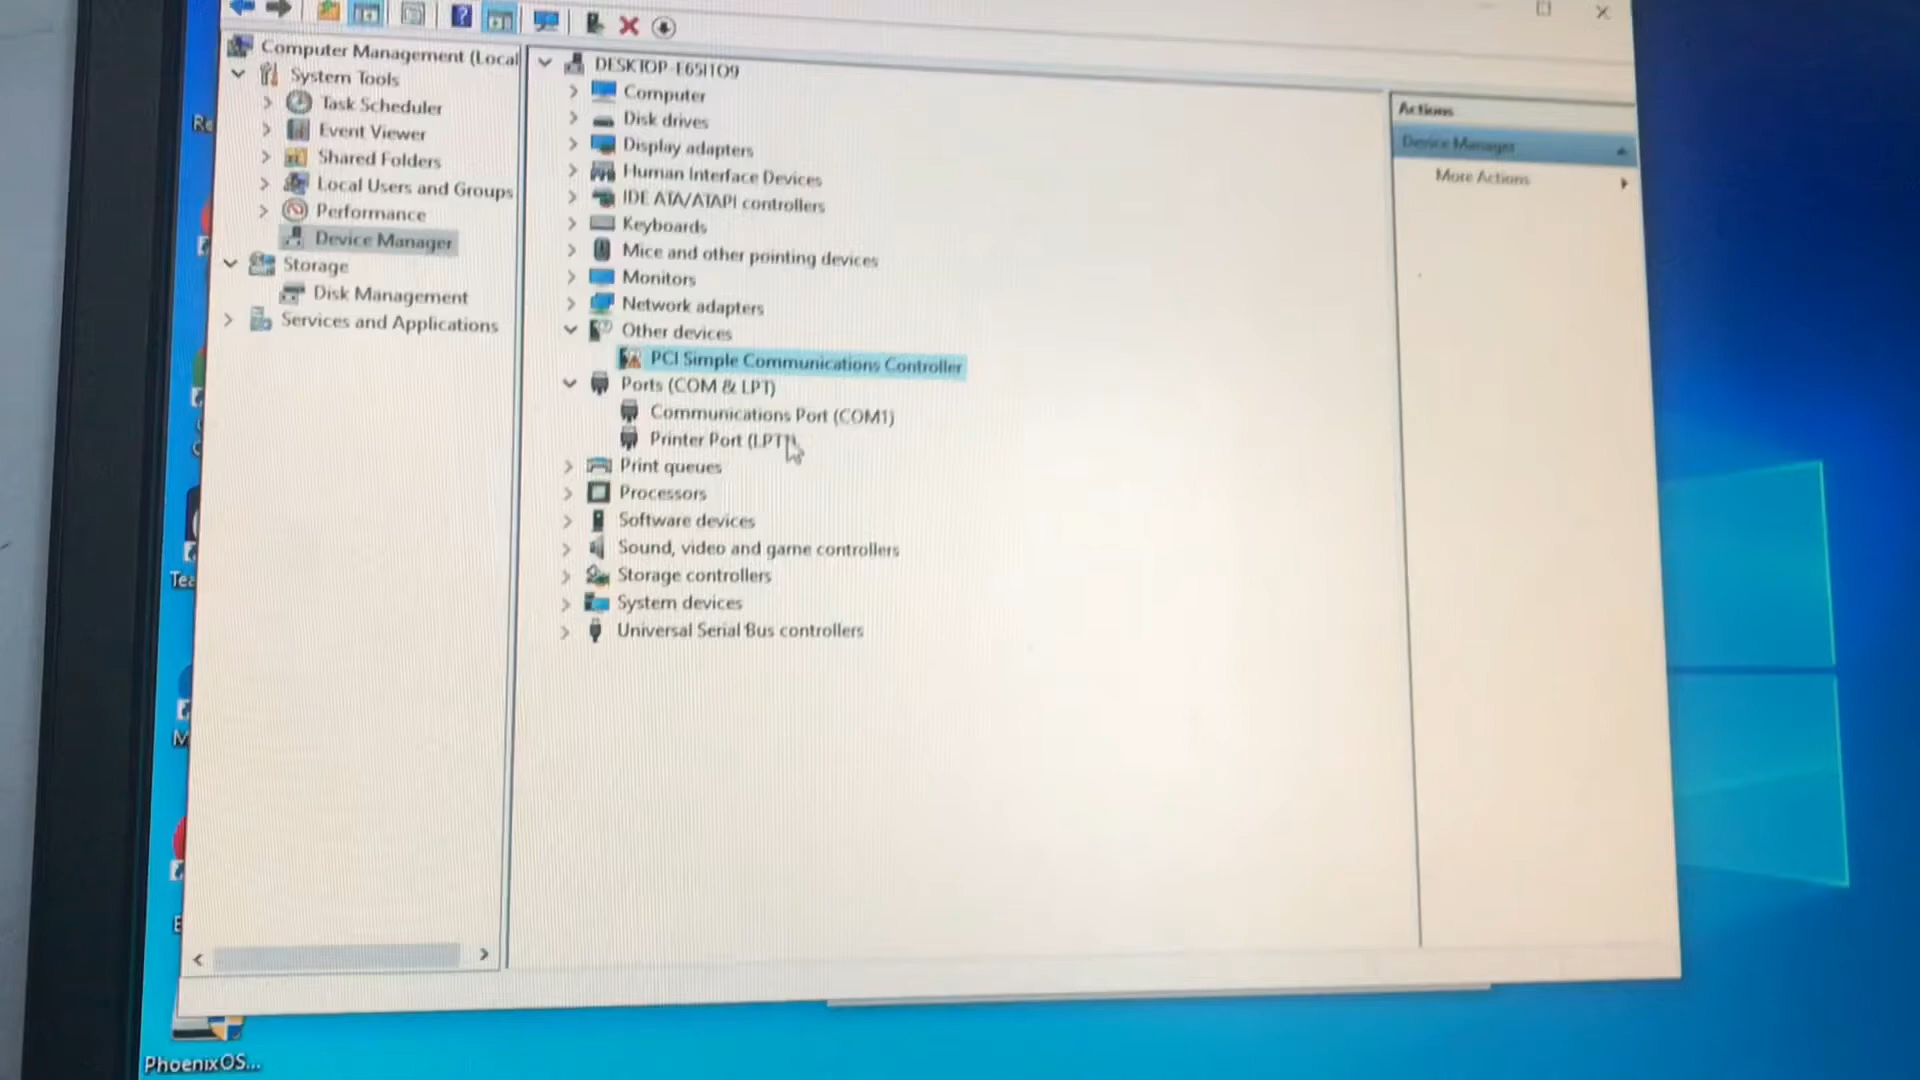 Computer Management (Local
System Tools
Task Scheduler
Event Viewer
Shared Folders
Local Users and Groups
Performance
Device Manager
Storage
Disk Management
Services and Applications
DESKTOP-E65I1O9
Computer
Disk drives
Display adapters
Human Interface Devices
IDE ATA/ATAPI controllers
Keyboards
Mice and other pointing devices
Monitors
Network adapters
Other devices
PCI Simple Communications Controller
Ports (COM & LPT)
Communications Port (COM1)
Printer Port (LPT1)
Print queues
Processors
Software devices
Sound, video and game controllers
Storage controllers
System devices
Universal Serial Bus controllers
Actions
Device Manager
More Actions
Re
Tea
M
E
PhoenixOS...